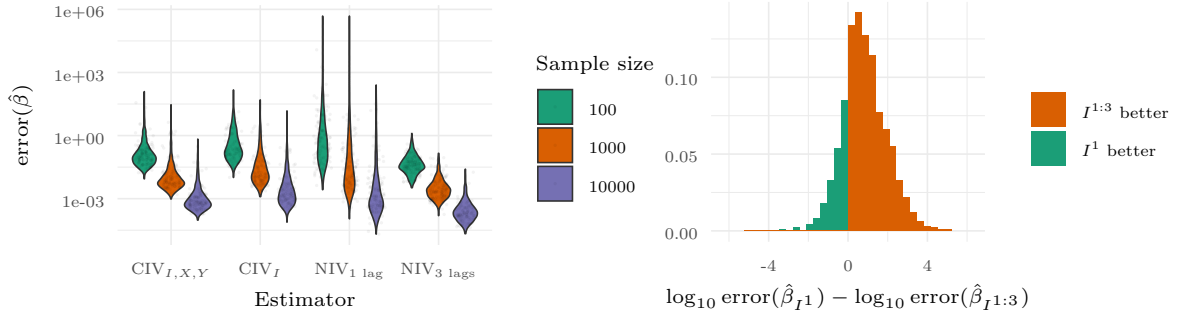 error(β̂)
1e+06
1e+03
1e+00
1e−03
CIV_{I,X,Y}
CIV_I
NIV_{1 lag}
NIV_{3 lags}
Estimator
Sample size
100
1000
10000
0.10
0.05
0.00
-4
0
4
log₁₀ error(β̂_{I¹}) − log₁₀ error(β̂_{I^{1:3}})
I^{1:3} better
I¹ better